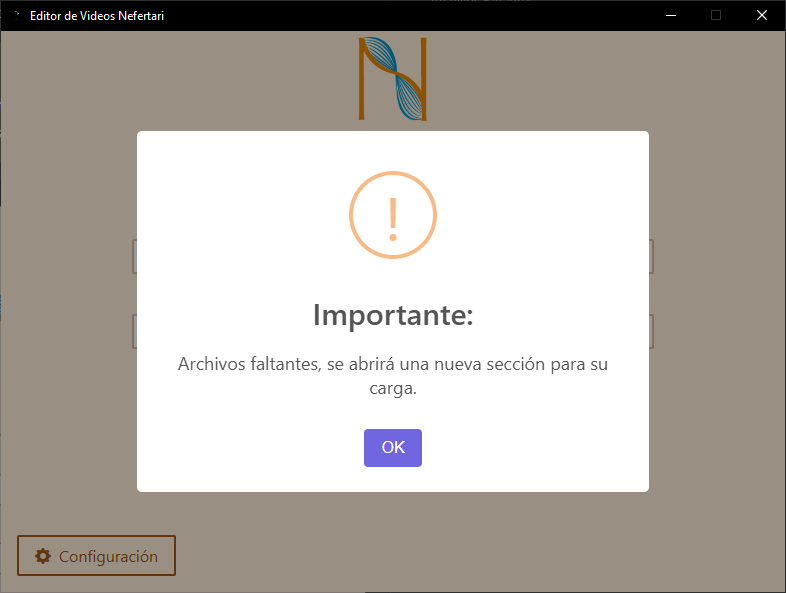 Editor de Videos Nefertari
Importante:
Archivos faltantes, se abrirá una nueva sección para su
carga.
OK
Configuración